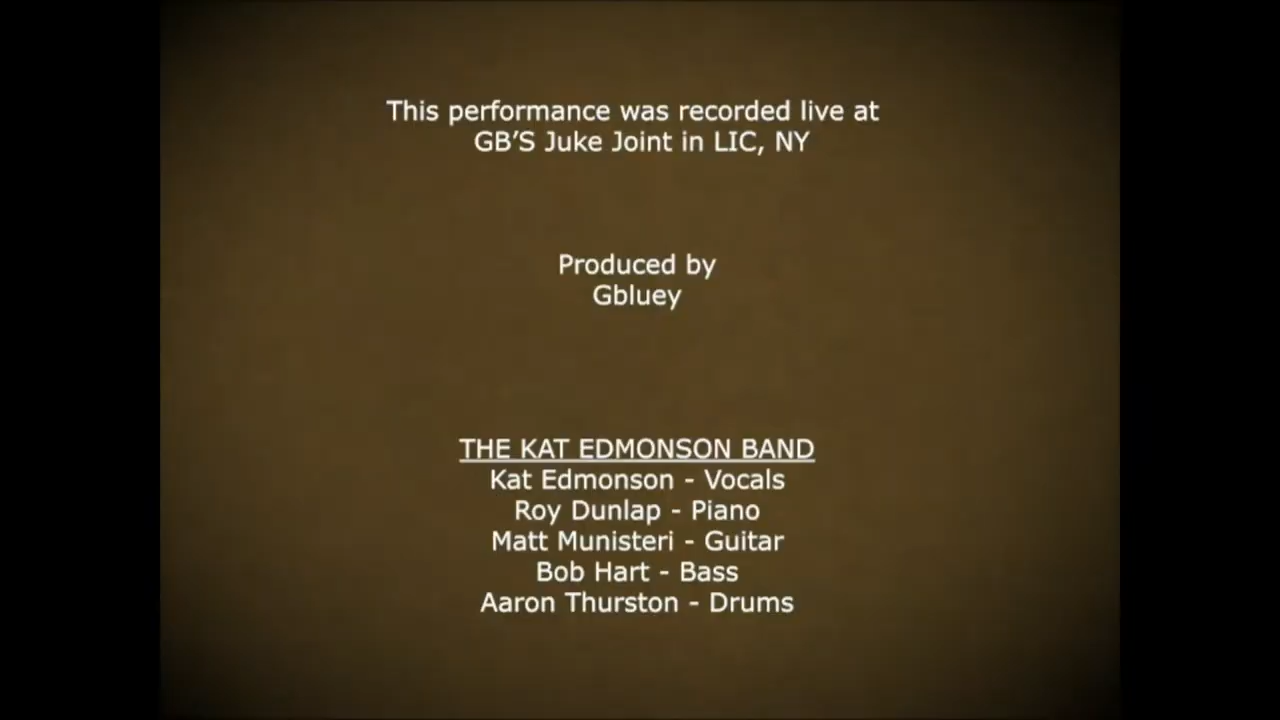 This performance was recorded live at
GB'S Juke Joint in LIC, NY
Produced by
Gbluey
THE KAT EDMONSON BAND
Kat Edmonson - Vocals
Roy Dunlap - Piano
Matt Munisteri - Guitar
Bob Hart - Bass
Aaron Thurston - Drums